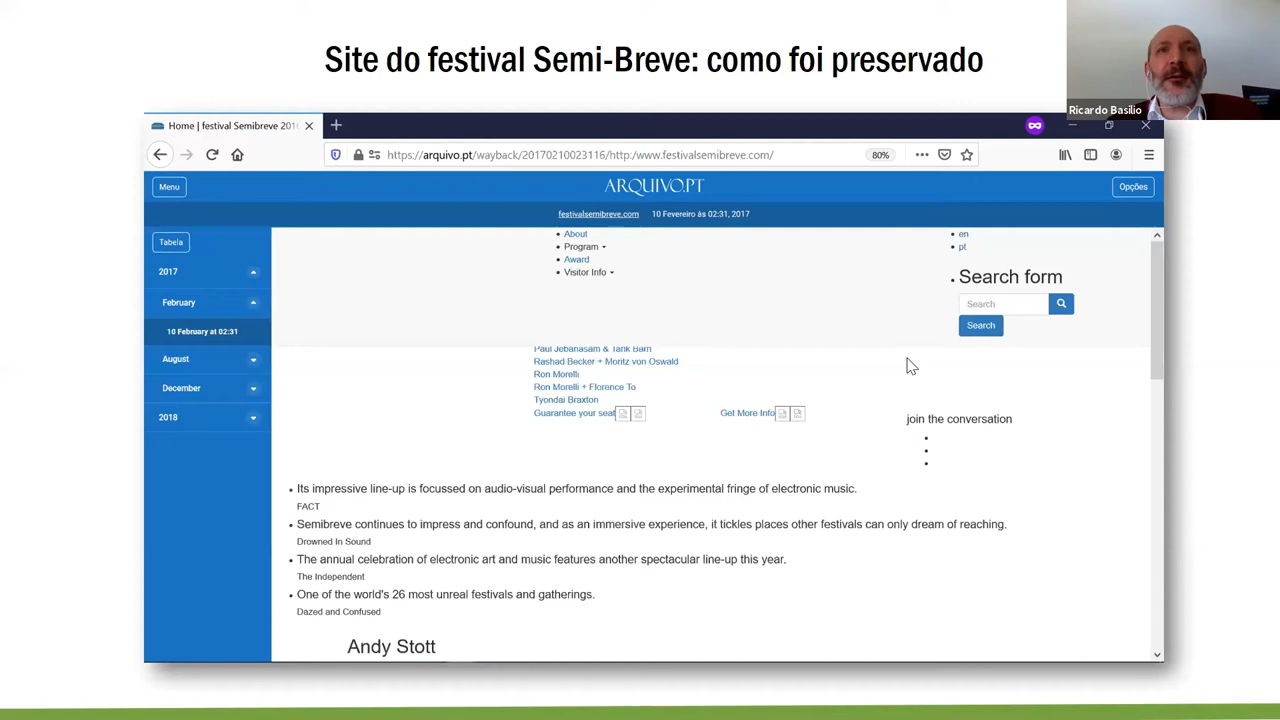 Site do festival Semi-Breve: como foi preservado
Ricardo Basilio
Home | festival Semibreve 201
https://arquivo.pt/wayback/20170210023116/http:/www.festivalsemibreve.com/
80%
Menu
ARQUIVO.PT
Opções
festivalsemibreve.com 10 Fevereiro às 02:31, 2017
Tabela
2017
February
10 February at 02:31
August
December
2018
About
Program
Award
Visitor Info
en
pt
Search form
Search
Search
Paul Jebanasam & Tarik Barri
Rashad Becker + Moritz von Oswald
Ron Morelli
Ron Morelli + Florence To
Tyondai Braxton
Guarantee your seat
Get More Info
join the conversation
Its impressive line-up is focussed on audio-visual performance and the experimental fringe of electronic music.
FACT
Semibreve continues to impress and confound, and as an immersive experience, it tickles places other festivals can only dream of reaching.
Drowned In Sound
The annual celebration of electronic art and music features another spectacular line-up this year.
The Independent
One of the world's 26 most unreal festivals and gatherings.
Dazed and Confused
Andy Stott